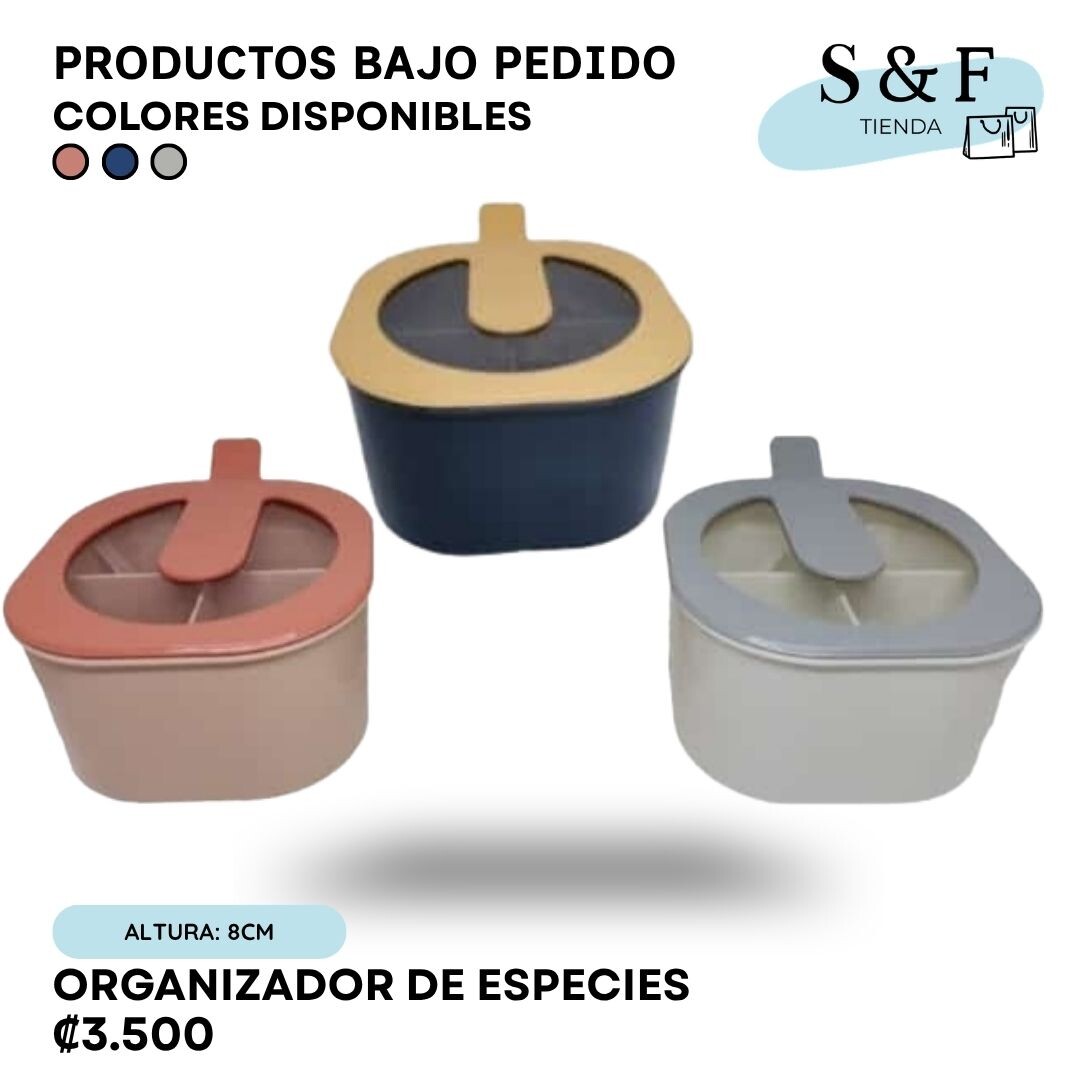 PRODUCTOS BAJO PEDIDO
COLORES DISPONIBLES
S & F
TIENDA
ALTURA: 8CM
ORGANIZADOR DE ESPECIES
₡3.500